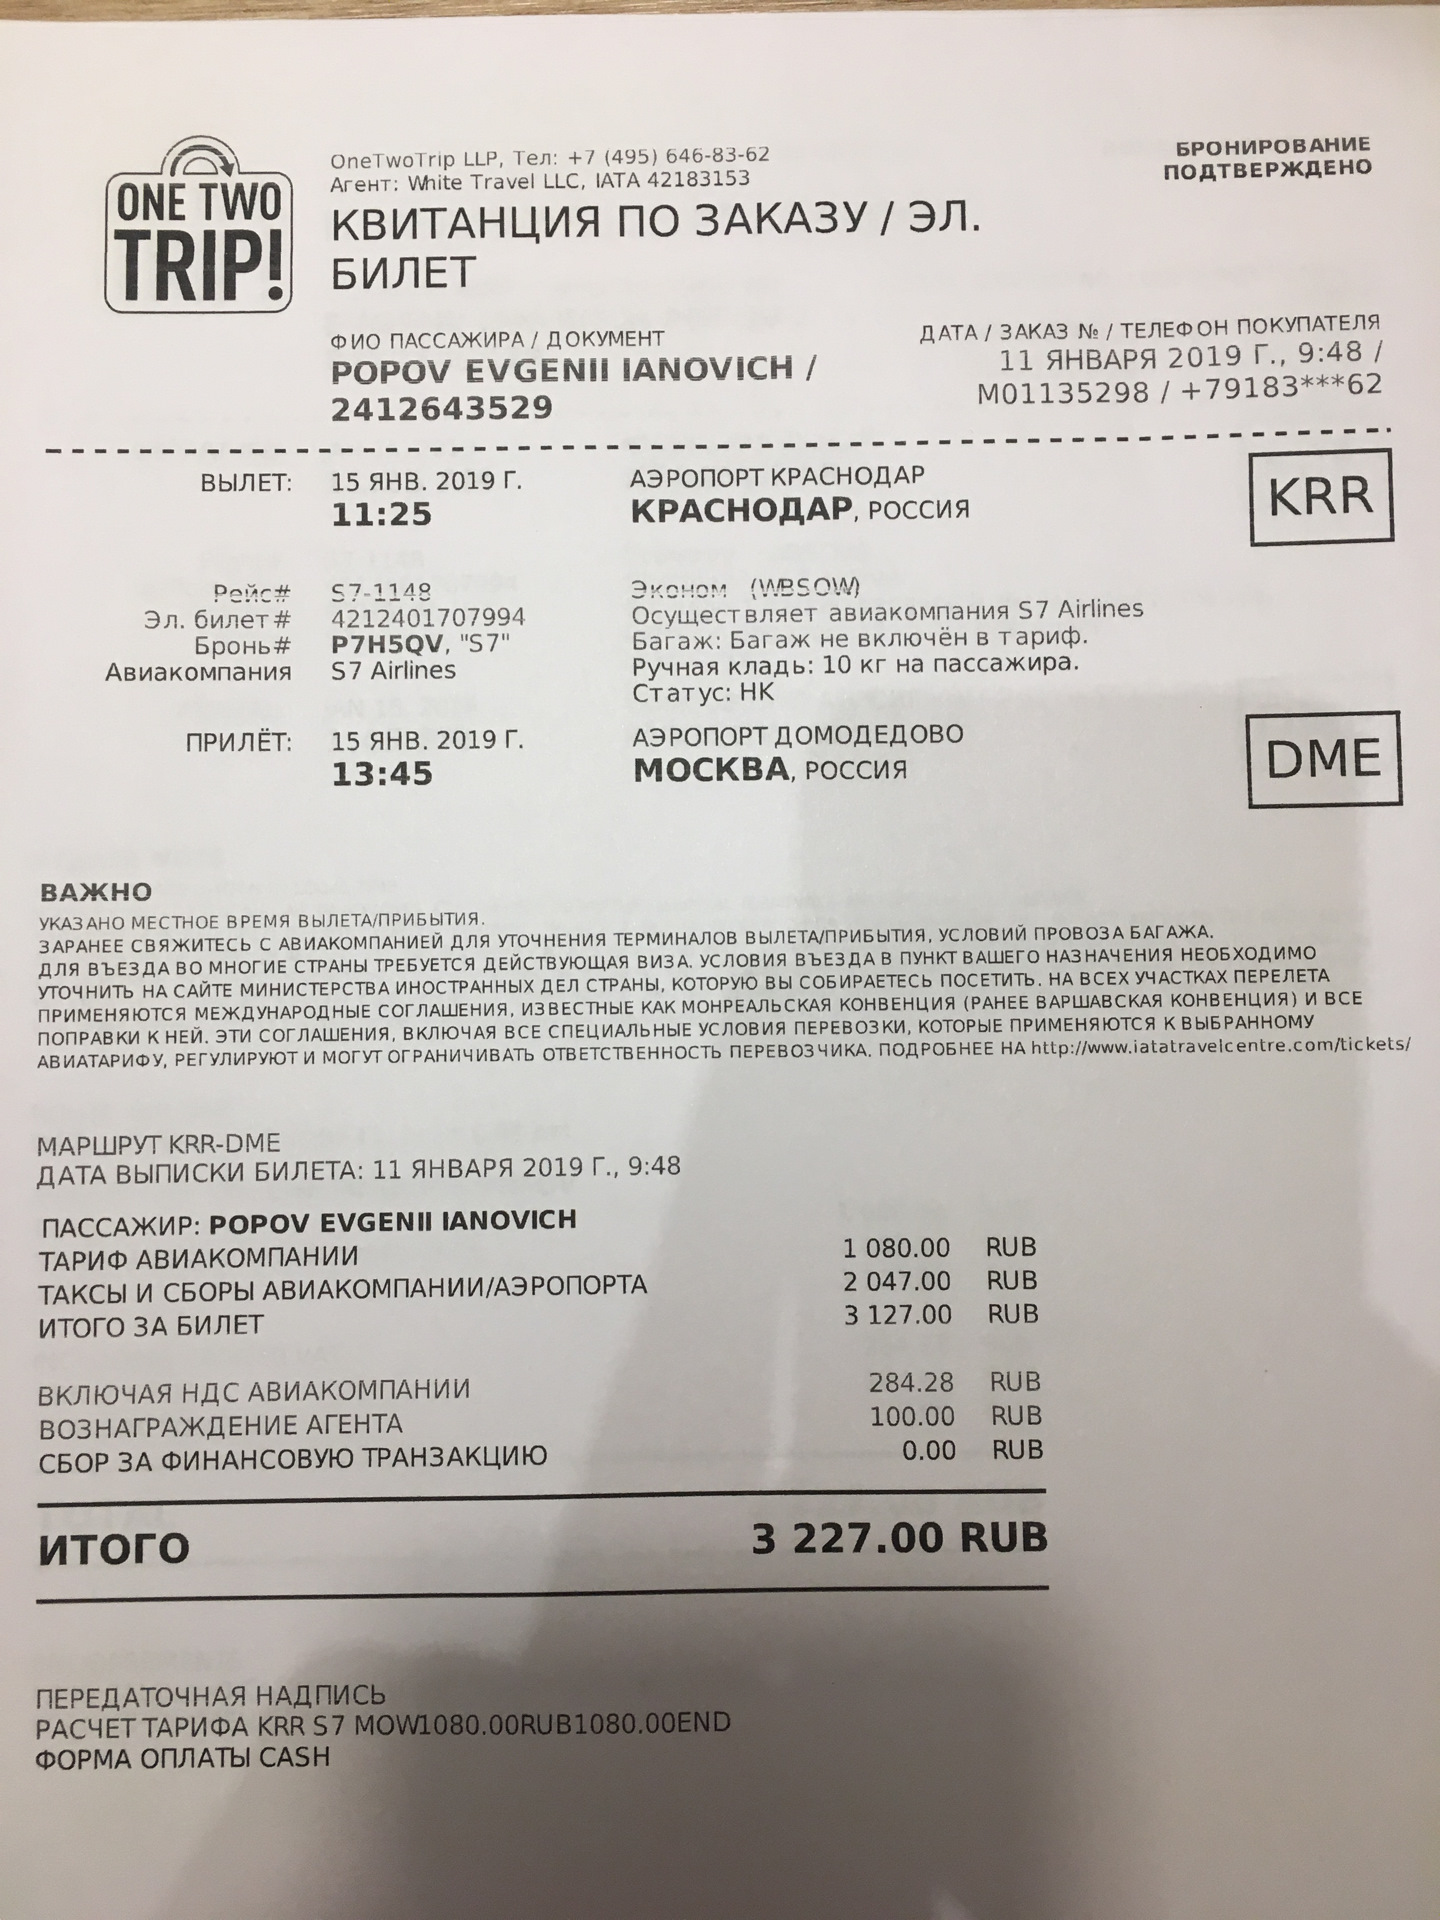 ONE TWO
TRIP!
OneTwoTrip LLP, Тел: +7 (495) 646-83-62
Агент: White Travel LLC, IATA 42183153
КВИТАНЦИЯ ПО ЗАКАЗУ / ЭЛ.
БИЛЕТ
БРОНИРОВАНИЕ
ПОДТВЕРЖДЕНО
ФИО ПАССАЖИРА / ДОКУМЕНТ
POPOV EVGENII IANOVICH /
2412643529
ДАТА / ЗАКАЗ № / ТЕЛЕФОН ПОКУПАТЕЛЯ
11 ЯНВАРЯ 2019 Г., 9:48 /
M01135298 / +79183***62
ВЫЛЕТ: 15 ЯНВ. 2019 Г. АЭРОПОРТ КРАСНОДАР
11:25 КРАСНОДАР, РОССИЯ
KRR
Рейс# S7-1148 Эконом (WBSOW)
Эл. билет# 4212401707994 Осуществляет авиакомпания S7 Airlines
Бронь# P7H5QV, "S7" Багаж: Багаж не включён в тариф.
Авиакомпания S7 Airlines Ручная кладь: 10 кг на пассажира.
Статус: HK
ПРИЛЁТ: 15 ЯНВ. 2019 Г. АЭРОПОРТ ДОМОДЕДОВО
13:45 МОСКВА, РОССИЯ
DME
ВАЖНО
УКАЗАНО МЕСТНОЕ ВРЕМЯ ВЫЛЕТА/ПРИБЫТИЯ.
ЗАРАНЕЕ СВЯЖИТЕСЬ С АВИАКОМПАНИЕЙ ДЛЯ УТОЧНЕНИЯ ТЕРМИНАЛОВ ВЫЛЕТА/ПРИБЫТИЯ, УСЛОВИЙ ПРОВОЗА БАГАЖА.
ДЛЯ ВЪЕЗДА ВО МНОГИЕ СТРАНЫ ТРЕБУЕТСЯ ДЕЙСТВУЮЩАЯ ВИЗА. УСЛОВИЯ ВЪЕЗДА В ПУНКТ ВАШЕГО НАЗНАЧЕНИЯ НЕОБХОДИМО
УТОЧНИТЬ НА САЙТЕ МИНИСТЕРСТВА ИНОСТРАННЫХ ДЕЛ СТРАНЫ, КОТОРУЮ ВЫ СОБИРАЕТЕСЬ ПОСЕТИТЬ. НА ВСЕХ УЧАСТКАХ ПЕРЕЛЕТА
ПРИМЕНЯЮТСЯ МЕЖДУНАРОДНЫЕ СОГЛАШЕНИЯ, ИЗВЕСТНЫЕ КАК МОНРЕАЛЬСКАЯ КОНВЕНЦИЯ (РАНЕЕ ВАРШАВСКАЯ КОНВЕНЦИЯ) И ВСЕ
ПОПРАВКИ К НЕЙ. ЭТИ СОГЛАШЕНИЯ, ВКЛЮЧАЯ ВСЕ СПЕЦИАЛЬНЫЕ УСЛОВИЯ ПЕРЕВОЗКИ, КОТОРЫЕ ПРИМЕНЯЮТСЯ К ВЫБРАННОМУ
АВИАТАРИФУ, РЕГУЛИРУЮТ И МОГУТ ОГРАНИЧИВАТЬ ОТВЕТСТВЕННОСТЬ ПЕРЕВОЗЧИКА. ПОДРОБНЕЕ НА http://www.iatatravelcentre.com/tickets/
МАРШРУТ KRR-DME
ДАТА ВЫПИСКИ БИЛЕТА: 11 ЯНВАРЯ 2019 Г., 9:48
ПАССАЖИР: POPOV EVGENII IANOVICH
ТАРИФ АВИАКОМПАНИИ 1 080.00 RUB
ТАКСЫ И СБОРЫ АВИАКОМПАНИИ/АЭРОПОРТА 2 047.00 RUB
ИТОГО ЗА БИЛЕТ 3 127.00 RUB
ВКЛЮЧАЯ НДС АВИАКОМПАНИИ 284.28 RUB
ВОЗНАГРАЖДЕНИЕ АГЕНТА 100.00 RUB
СБОР ЗА ФИНАНСОВУЮ ТРАНЗАКЦИЮ 0.00 RUB
ИТОГО 3 227.00 RUB
ПЕРЕДАТОЧНАЯ НАДПИСЬ
РАСЧЕТ ТАРИФА KRR S7 MOW1080.00RUB1080.00END
ФОРМА ОПЛАТЫ CASH